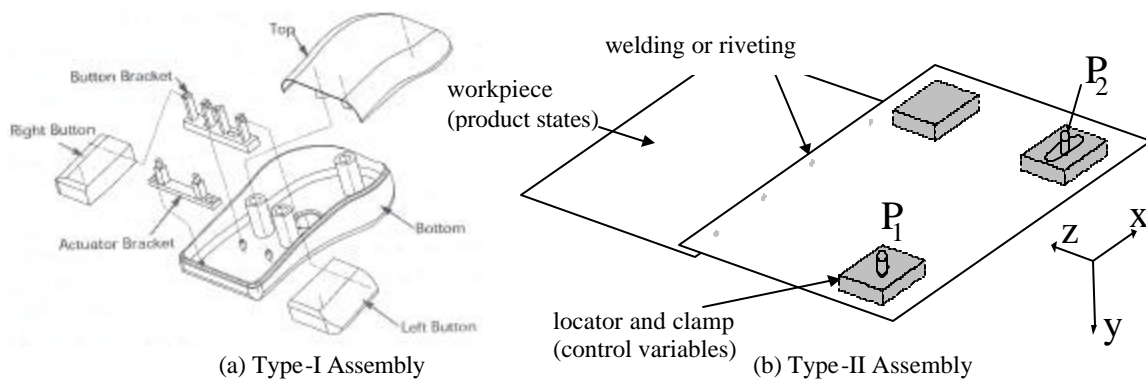 Top
Button Bracket
Right Button
Actuator Bracket
Bottom
Left Button
(a) Type-I Assembly
welding or riveting
workpiece
(product states)
P2
P1
x
z
y
locator and clamp
(control variables)
(b) Type-II Assembly